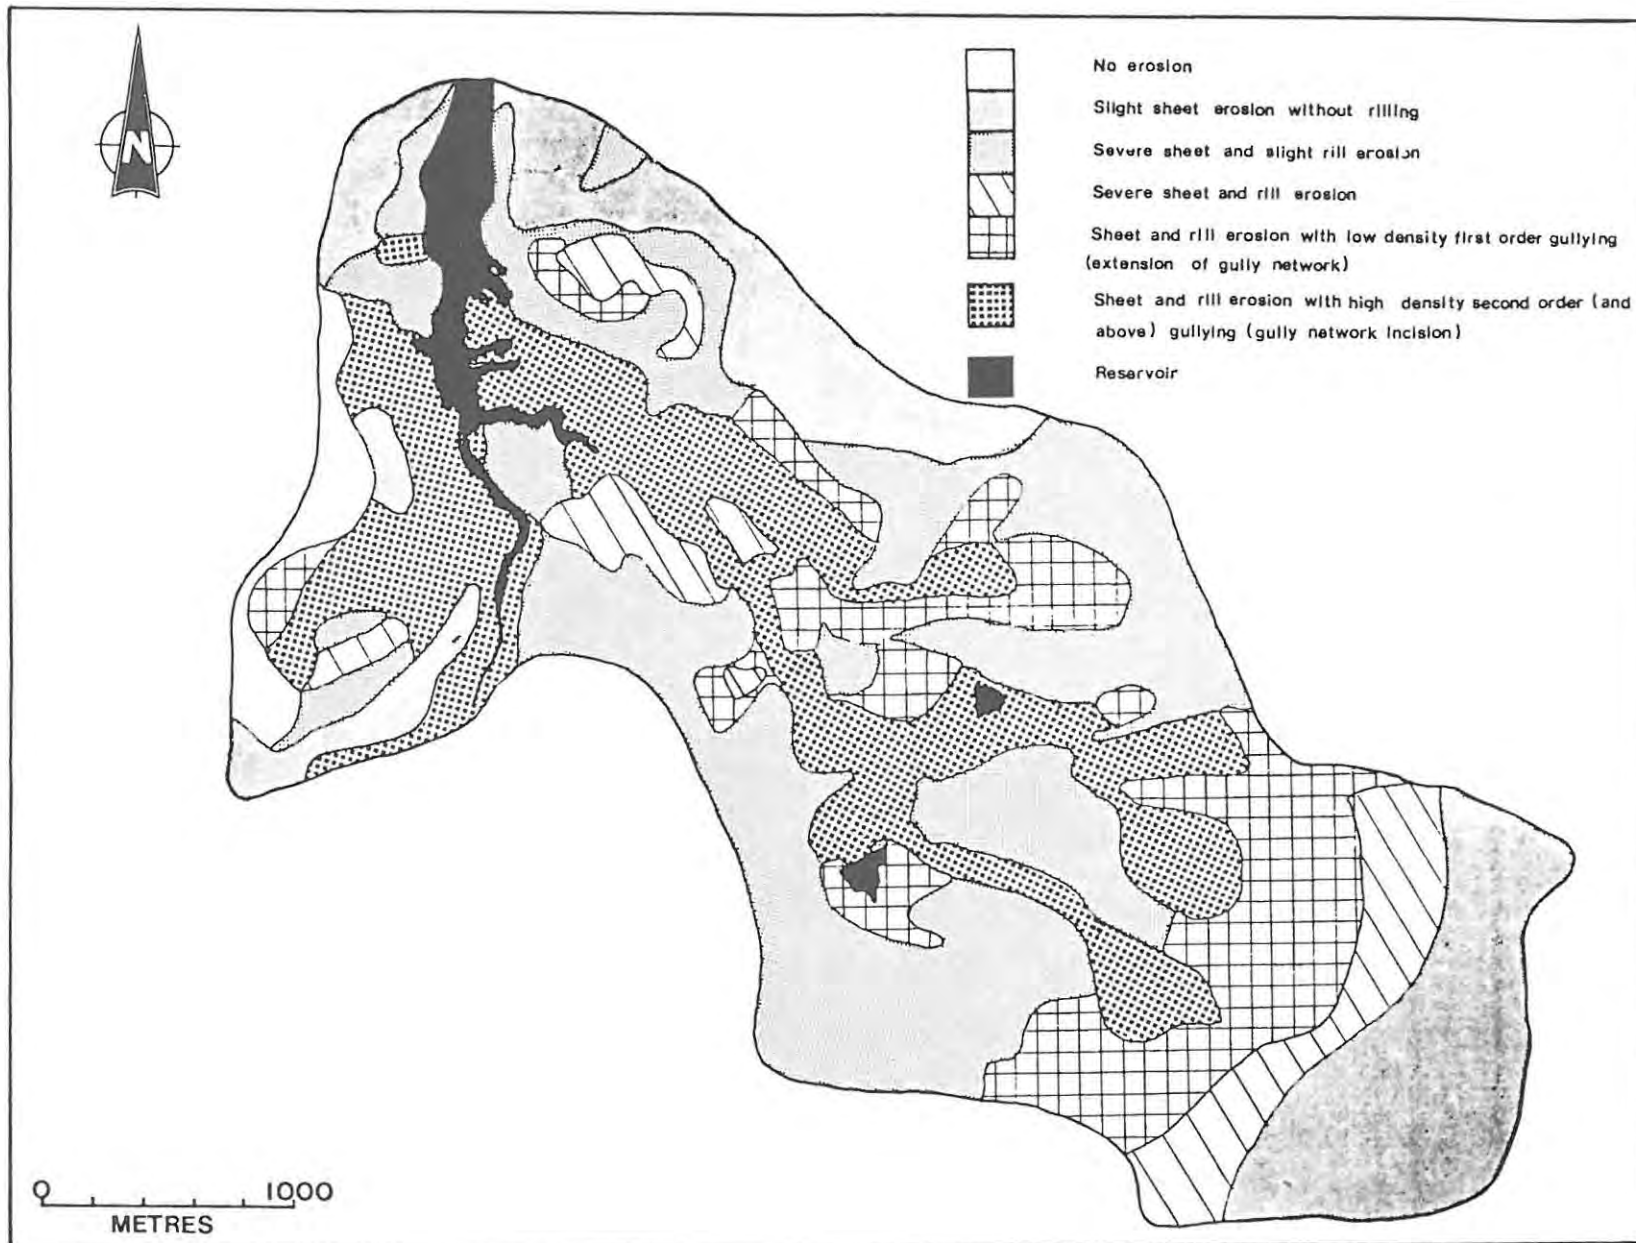 N
No erosion
Slight sheet erosion without rilling
Severe sheet and slight rill erosion
Severe sheet and rill erosion
Sheet and rill erosion with low density first order gullying
(extension of gully network)
Sheet and rill erosion with high density second order (and
above) gullying (gully network incision)
Reservoir
0 1000
METRES